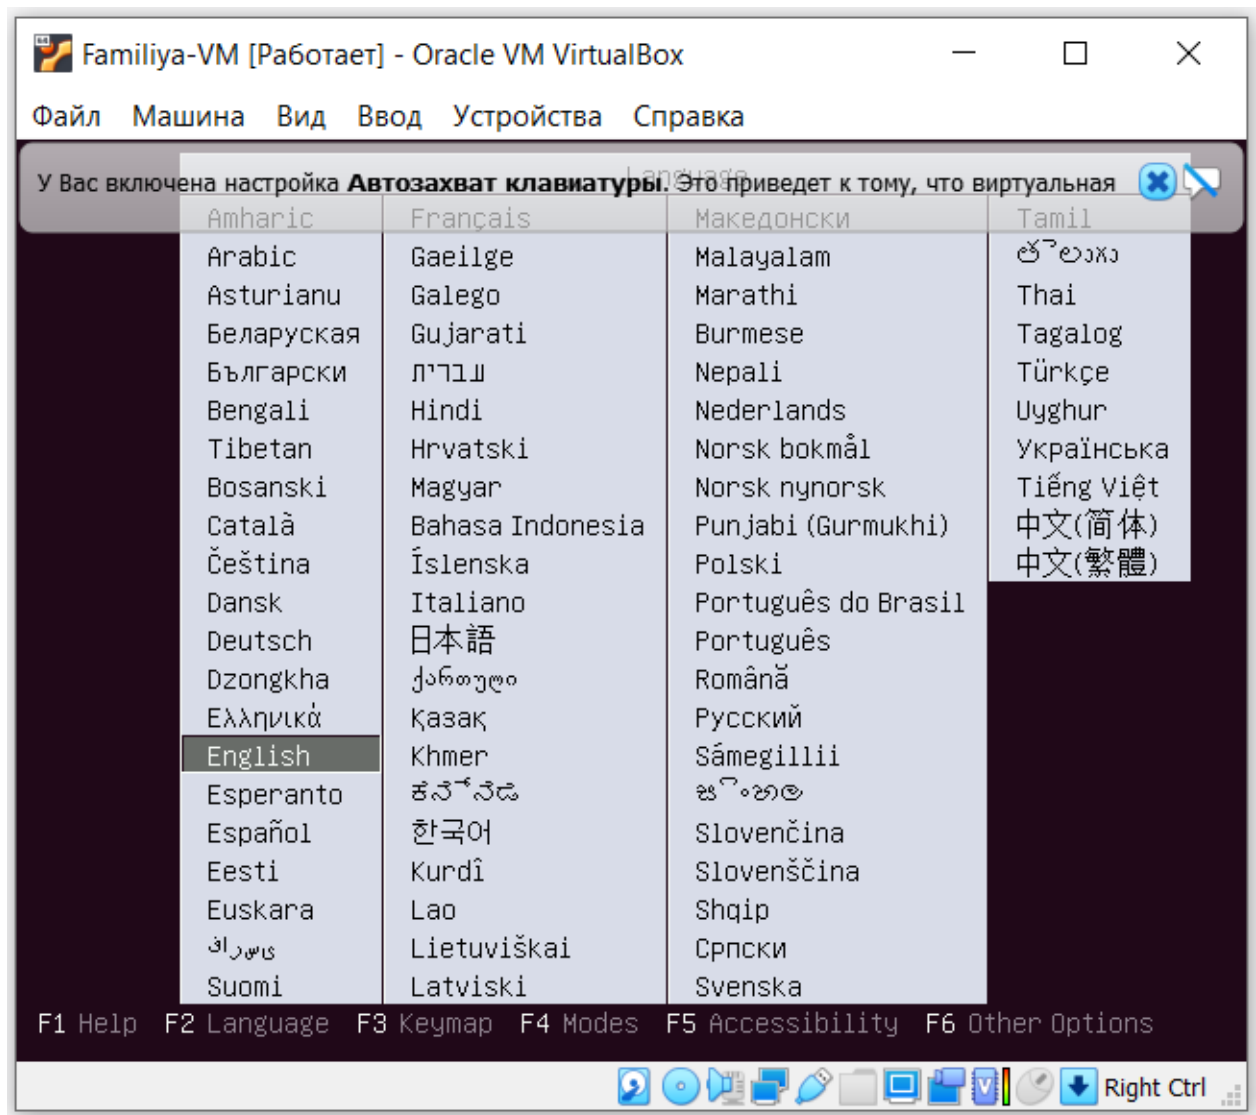 Familiya-VM [Работает] - Oracle VM VirtualBox
Файл Машина Вид Ввод Устройства Справка
Language
У Вас включена настройка Автозахват клавиатуры. Это приведет к тому, что виртуальная
Amharic Français Македонски Tamil
Arabic Gaeilge Malayalam
Asturianu Galego Marathi Thai
Беларуская Gujarati Burmese Tagalog
Български עברית Nepali Türkçe
Bengali Hindi Nederlands Uyghur
Tibetan Hrvatski Norsk bokmål Українська
Bosanski Magyar Norsk nynorsk Tiếng Việt
Català Bahasa Indonesia Punjabi (Gurmukhi) 中文(简体)
Čeština Íslenska Polski 中文(繁體)
Dansk Italiano Português do Brasil
Deutsch 日本語 Português
Dzongkha ქართული Română
Ελληνικά Қазақ Русский
English Khmer Sámegillii
Esperanto
Español 한국어 Slovenčina
Eesti Kurdî Slovenščina
Euskara Lao Shqip
Lietuviškai Српски
Suomi Latviski Svenska
F1 Help F2 Language F3 Keymap F4 Modes F5 Accessibility F6 Other Options
Right Ctrl